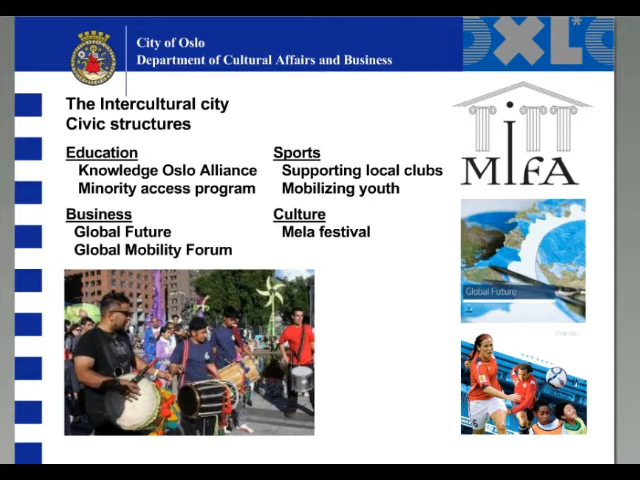 City of Oslo
Department of Cultural Affairs and Business
OXLO
The Intercultural city
Civic structures
Education
Knowledge Oslo Alliance
Minority access program
Sports
Supporting local clubs
Mobilizing youth
Business
Global Future
Global Mobility Forum
Culture
Mela festival
MiFA
Global Future